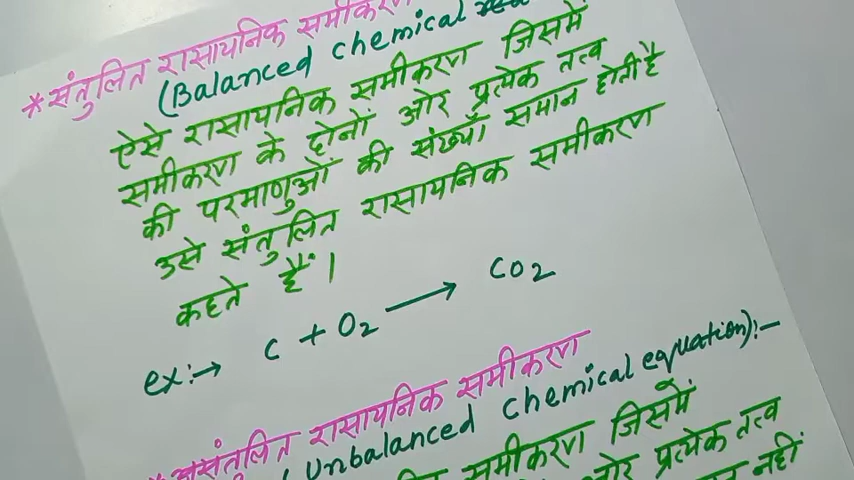 *संतुलित रासायनिक समीकरण
(Balanced chemical
ऐसे रासायनिक समीकरण जिसमें
समीकरण के दोनों ओर प्रत्येक तत्व
की परमाणुओं की संख्याँ समान होती है
उसे संतुलित रासायनिक समीकरण
कहते हैं।
ex:→ C + O₂ ⟶ CO₂
*असंतुलित रासायनिक समीकरण
(Unbalanced chemical equation):—
समीकरण जिसमें
ओर प्रत्येक तत्व
नहीं